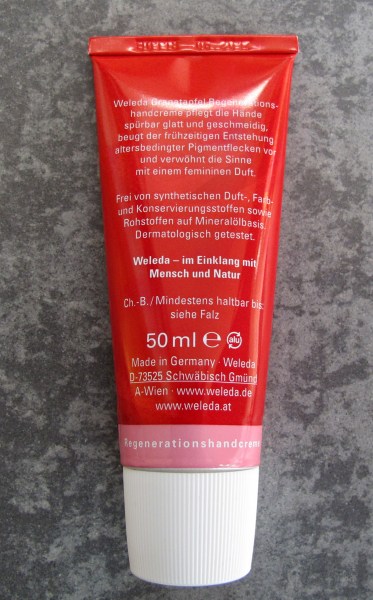 Weleda Granatapfel Regenerations-
handcreme pflegt die Hände
spürbar glatt und geschmeidig,
beugt der frühzeitigen Entstehung
altersbedingter Pigmentflecken vor
und verwöhnt die Sinne
mit einem femininen Duft.
Frei von synthetischen Duft-, Farb-
und Konservierungsstoffen sowie
Rohstoffen auf Mineralölbasis.
Dermatologisch getestet.
Weleda – im Einklang mit
Mensch und Natur
Ch.-B./Mindestens haltbar bis:
siehe Falz
50 ml e alu
Made in Germany · Weleda
D-73525 Schwäbisch Gmünd
A-Wien · www.weleda.de
www.weleda.at
Regenerationshandcreme